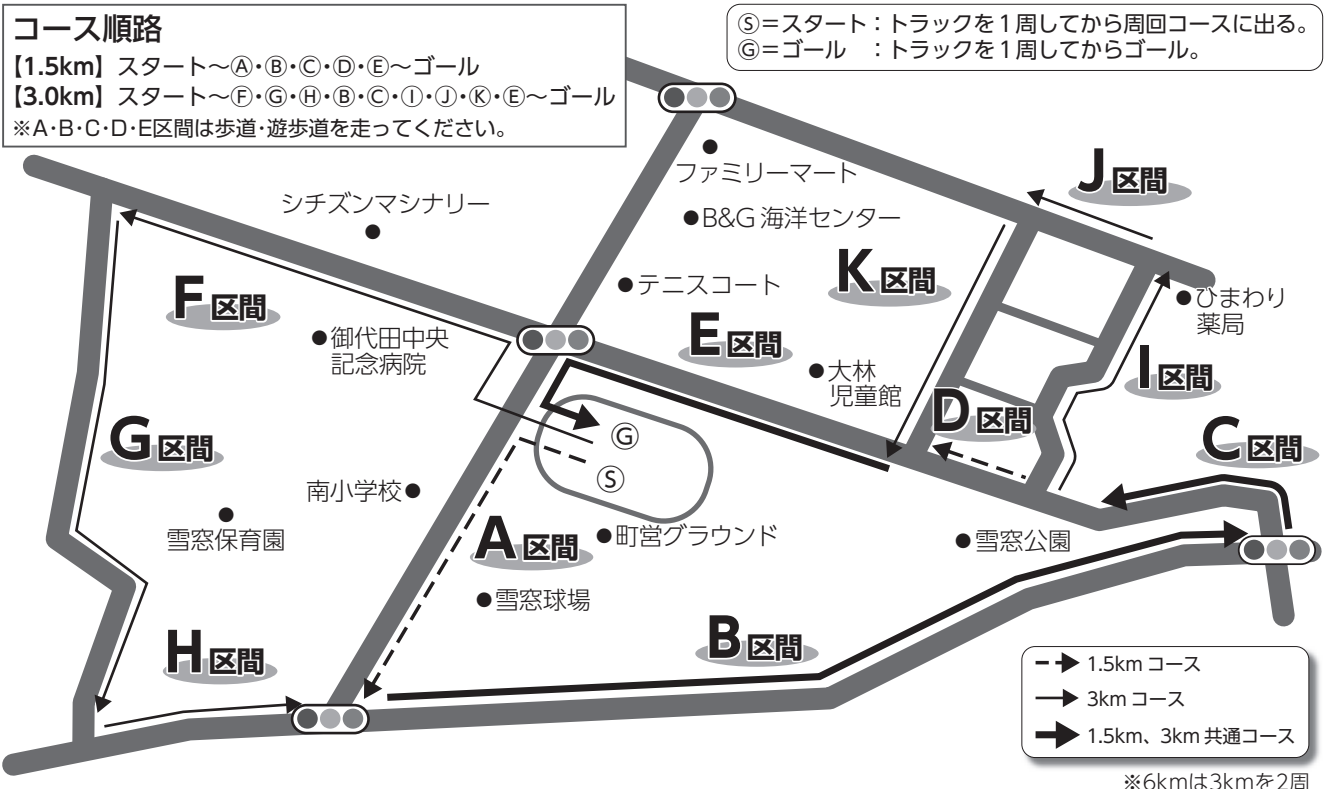 コース順路
【1.5km】スタート〜Ⓐ・Ⓑ・Ⓒ・Ⓓ・Ⓔ〜ゴール
【3.0km】スタート〜Ⓕ・Ⓖ・Ⓗ・Ⓑ・Ⓒ・Ⓘ・Ⓙ・Ⓚ・Ⓔ〜ゴール
※A・B・C・D・E区間は歩道・遊歩道を走ってください。
Ⓢ=スタート：トラックを1周してから周回コースに出る。
Ⓖ=ゴール　：トラックを1周してからゴール。
ファミリーマート
J区間
シチズンマシナリー
●B&G 海洋センター
K区間
●テニスコート
F区間
●ひまわり
薬局
●御代田中央
記念病院
E区間
●大林
児童館
I区間
D区間
G区間
Ⓖ
C区間
Ⓢ
南小学校●
雪窓保育園
A区間
●町営グラウンド
●雪窓公園
●雪窓球場
B区間
H区間
1.5km コース
3km コース
1.5km、3km 共通コース
※6kmは3kmを2周